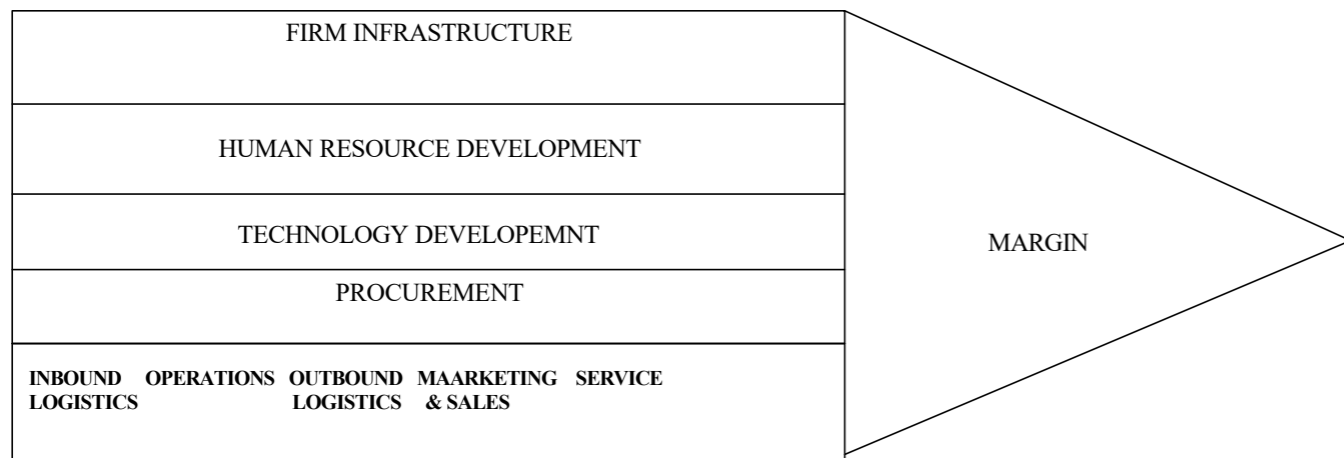 FIRM INFRASTRUCTURE
HUMAN RESOURCE DEVELOPMENT
TECHNOLOGY DEVELOPEMNT
MARGIN
PROCUREMENT
INBOUND OPERATIONS OUTBOUND MAARKETING SERVICE
LOGISTICS LOGISTICS & SALES